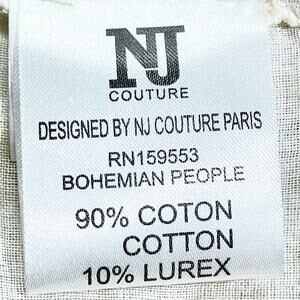 NJ
COUTURE
DESIGNED BY NJ COUTURE PARIS
RN159553
BOHEMIAN PEOPLE
90% COTON
COTTON
10% LUREX